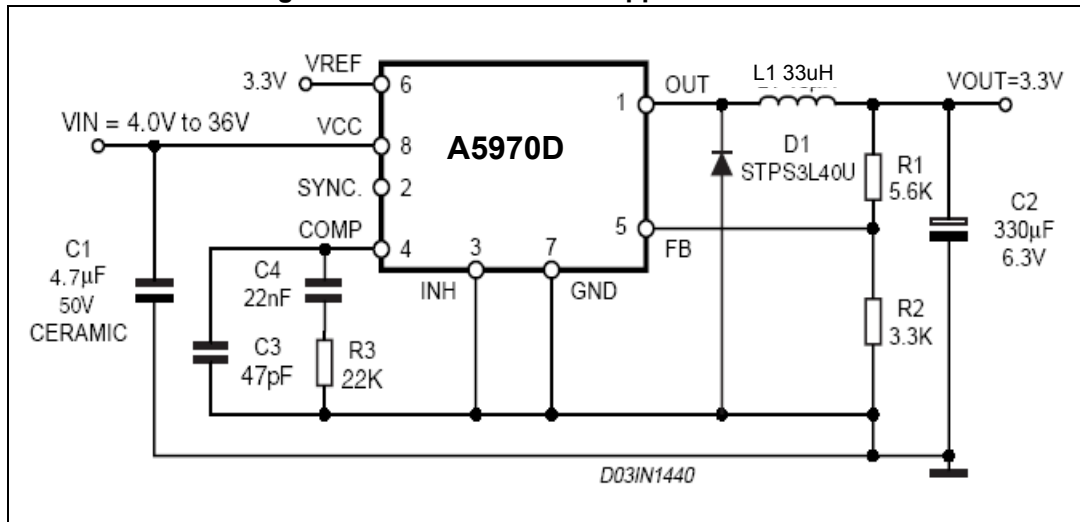 VREF
3.3V
6
VIN = 4.0V to 36V
VCC
8
SYNC.
2
COMP
4
A5970D
3
INH
7
GND
1
OUT
5
FB
L1 33uH
D1
STPS3L40U
VOUT=3.3V
R1
5.6K
R2
3.3K
C2
330µF
6.3V
C1
4.7µF
50V
CERAMIC
C4
22nF
C3
47pF
R3
22K
D03IN1440